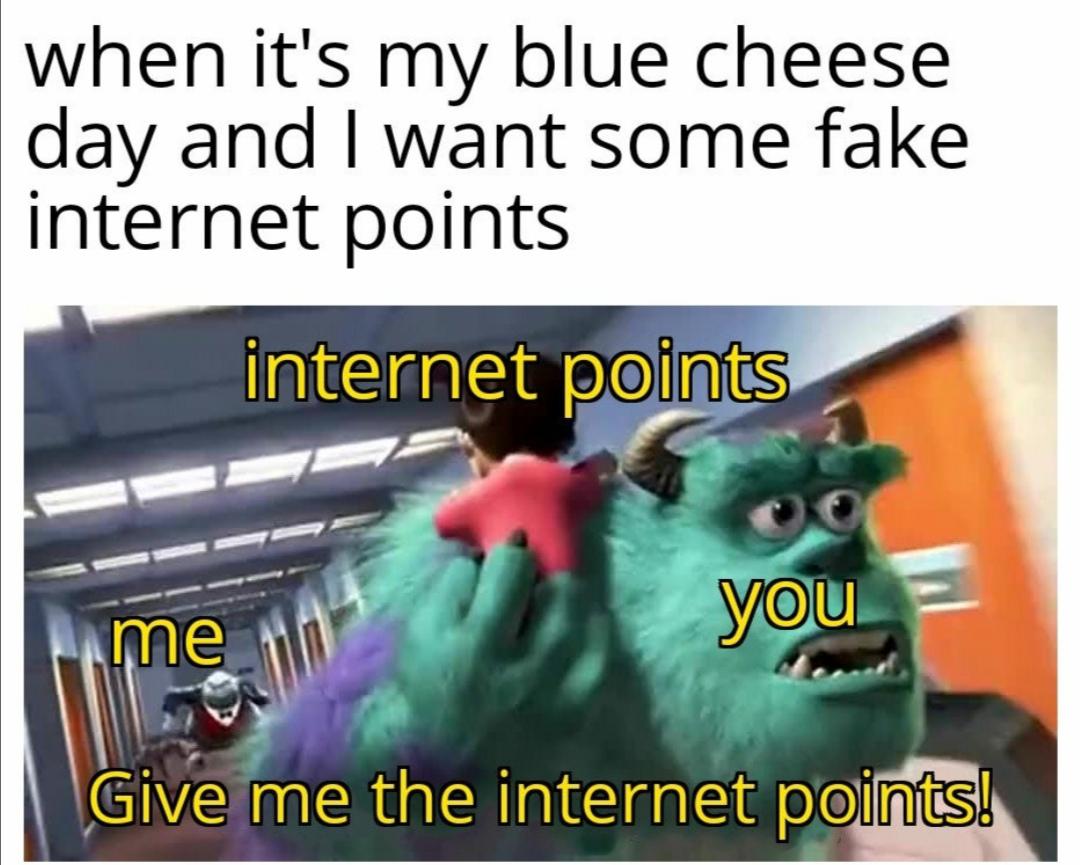 when it's my blue cheese
day and I want some fake
internet points
internet points
you
me
Give me the internet points!